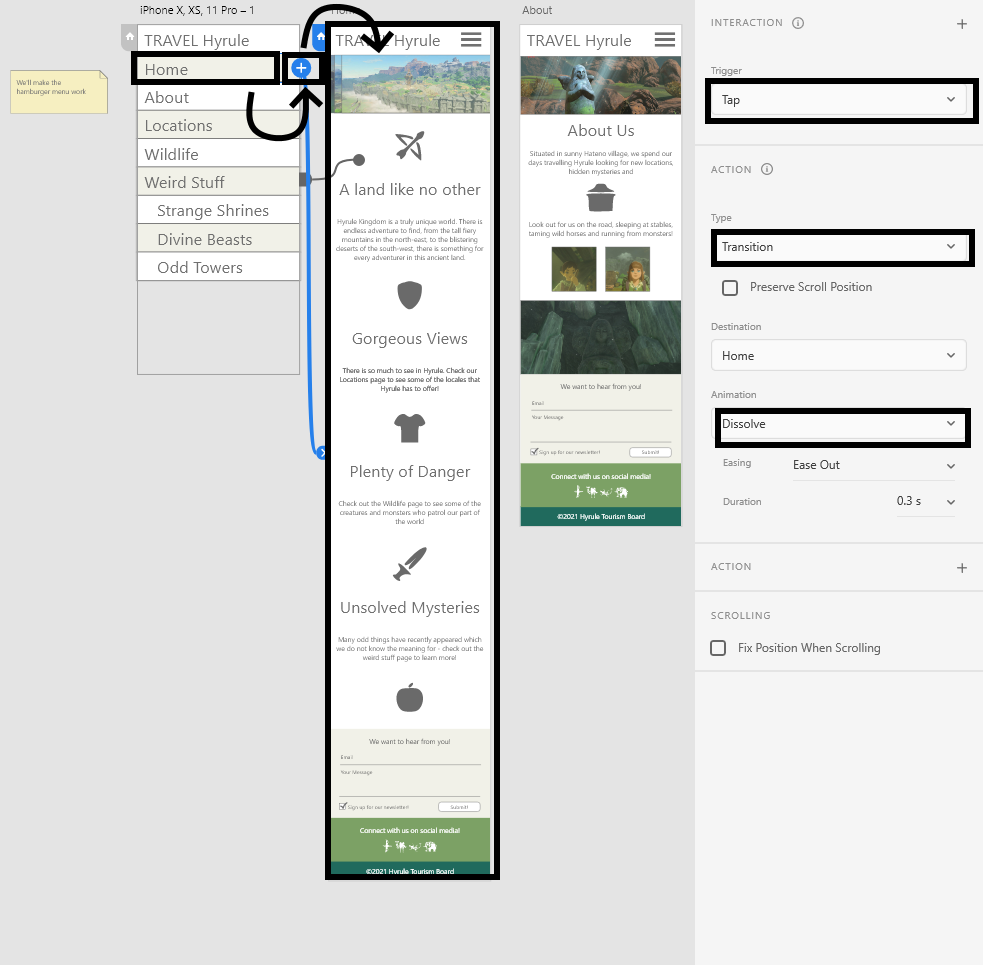 We'll make the
hamburger menu work
iPhone X, XS, 11 Pro – 1
TRAVEL Hyrule
Home
About
Locations
Wildlife
Weird Stuff
Strange Shrines
Divine Beasts
Odd Towers
TRAVEL Hyrule
A land like no other
Hyrule Kingdom is a truly unique world. There is
endless adventure to find, from the tall fiery
mountains in the north-east, to the blistering
deserts of the south-west, there is something for
every adventurer in this ancient land.
Gorgeous Views
There is so much to see in Hyrule. Check our
Locations page to see some of the locales that
Hyrule has to offer!
Plenty of Danger
Check out the Wildlife page to see some of the
creatures and monsters who patrol our part of
the world
Unsolved Mysteries
Many odd things have recently appeared which
we do not know the meaning for - check out the
weird stuff page to learn more!
We want to hear from you!
Email
Your Message
Sign up for our newsletter!
Submit!
Connect with us on social media!
©2021 Hyrule Tourism Board
About
TRAVEL Hyrule
About Us
Situated in sunny Hateno village, we spend our
days travelling Hyrule looking for new locations,
hidden mysteries and
Look out for us on the road, sleeping at stables,
taming wild horses and running from monsters!
We want to hear from you!
Email
Your Message
Sign up for our newsletter!
Submit!
Connect with us on social media!
©2021 Hyrule Tourism Board
INTERACTION
Trigger
Tap
ACTION
Type
Transition
Preserve Scroll Position
Destination
Home
Animation
Dissolve
Easing
Ease Out
Duration
0.3 s
ACTION
SCROLLING
Fix Position When Scrolling